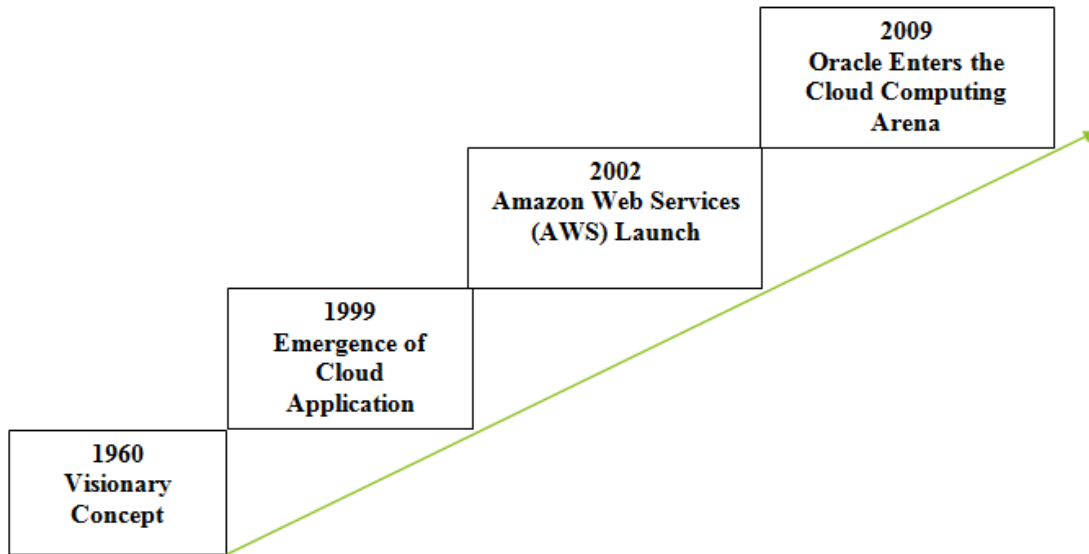 2009
Oracle Enters the
Cloud Computing
Arena
2002
Amazon Web Services
(AWS) Launch
1999
Emergence of
Cloud
Application
1960
Visionary
Concept